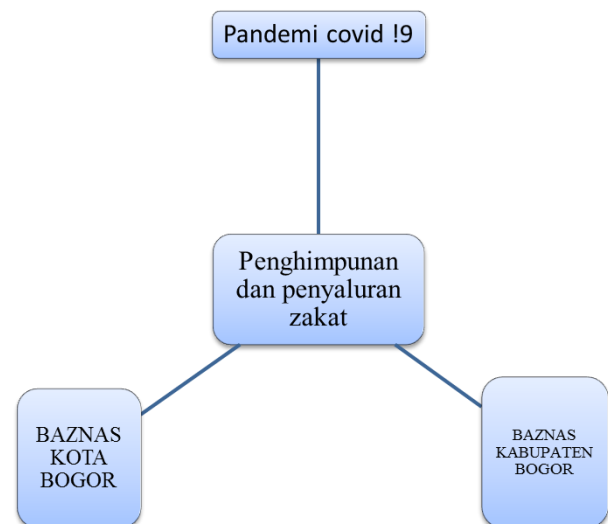 Pandemi covid !9
Penghimpunan
dan penyaluran
zakat
BAZNAS
KOTA
BOGOR
BAZNAS
KABUPATEN
BOGOR